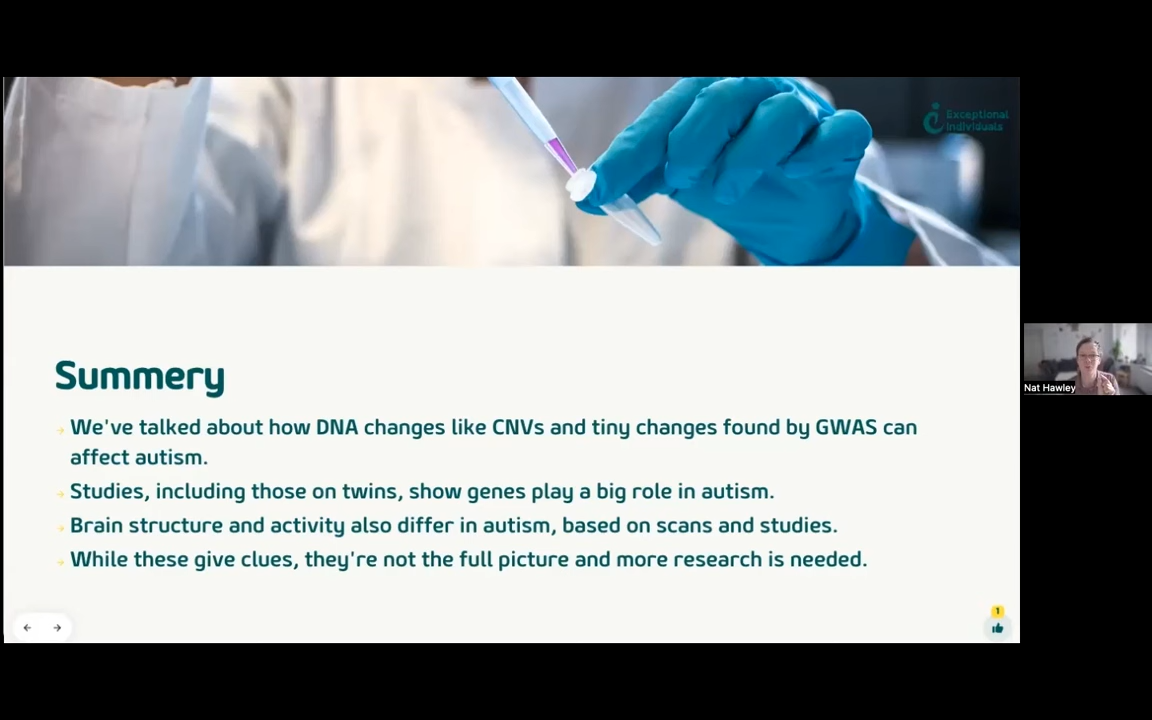 Exceptional
Individuals
Summery
We've talked about how DNA changes like CNVs and tiny changes found by GWAS can
affect autism.
Studies, including those on twins, show genes play a big role in autism.
Brain structure and activity also differ in autism, based on scans and studies.
While these give clues, they're not the full picture and more research is needed.
Nat Hawley
1